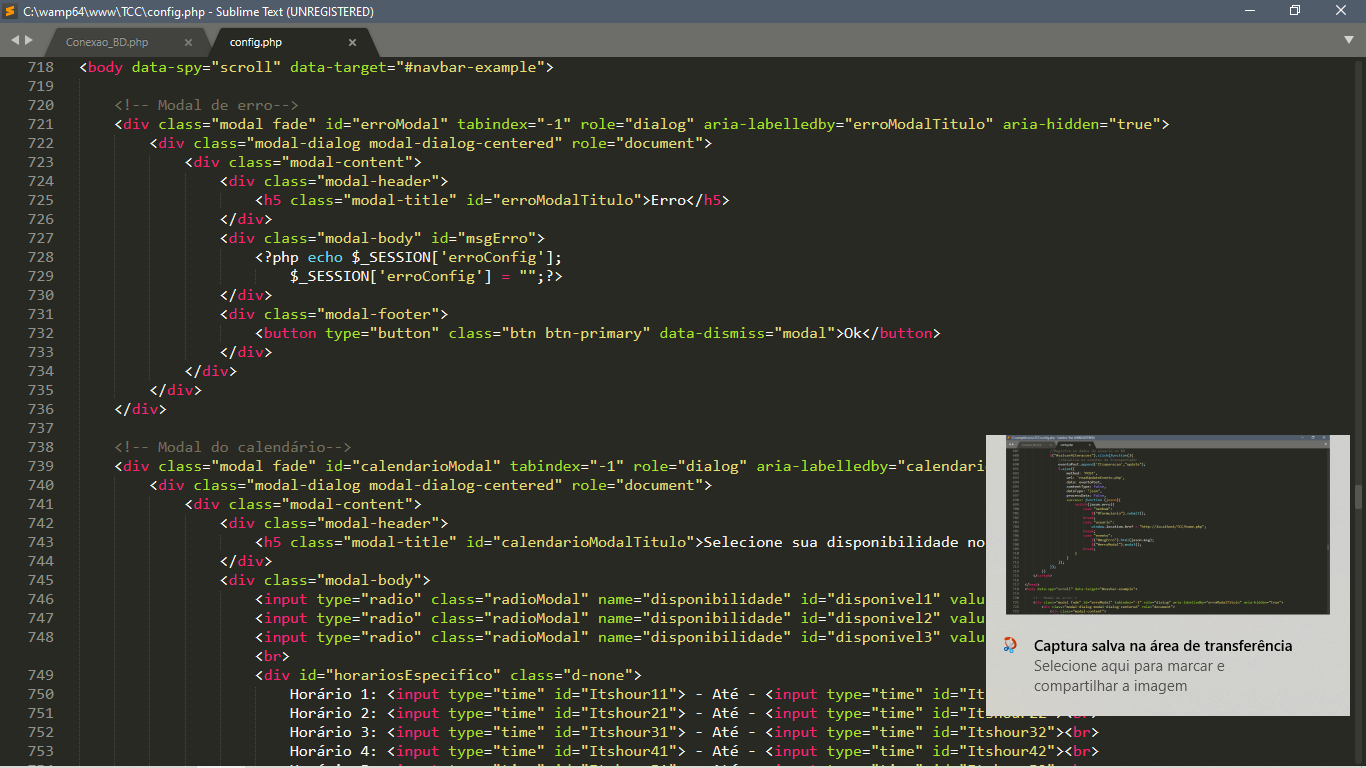 C:\wamp64\www\TCC\config.php - Sublime Text (UNREGISTERED)
Conexao_BD.php
config.php
718 <body data-spy="scroll" data-target="#navbar-example">
719
720 <!-- Modal de erro-->
721 <div class="modal fade" id="erroModal" tabindex="-1" role="dialog" aria-labelledby="erroModalTitulo" aria-hidden="true">
722 <div class="modal-dialog modal-dialog-centered" role="document">
723 <div class="modal-content">
724 <div class="modal-header">
725 <h5 class="modal-title" id="erroModalTitulo">Erro</h5>
726 </div>
727 <div class="modal-body" id="msgErro">
728 <?php echo $_SESSION['erroConfig'];
729 $_SESSION['erroConfig'] = "";?>
730 </div>
731 <div class="modal-footer">
732 <button type="button" class="btn btn-primary" data-dismiss="modal">Ok</button>
733 </div>
734 </div>
735 </div>
736 </div>
737
738 <!-- Modal do calendário-->
739 <div class="modal fade" id="calendarioModal" tabindex="-1" role="dialog" aria-labelledby="calendari
740 <div class="modal-dialog modal-dialog-centered" role="document">
741 <div class="modal-content">
742 <div class="modal-header">
743 <h5 class="modal-title" id="calendarioModalTitulo">Selecione sua disponibilidade no
744 </div>
745 <div class="modal-body">
746 <input type="radio" class="radioModal" name="disponibilidade" id="disponivel1" valu
747 <input type="radio" class="radioModal" name="disponibilidade" id="disponivel2" valu
748 <input type="radio" class="radioModal" name="disponibilidade" id="disponivel3" valu
<br>
749 <div id="horariosEspecifico" class="d-none">
750 Horário 1: <input type="time" id="Itshour11"> - Até - <input type="time" id="It
751 Horário 2: <input type="time" id="Itshour21"> - Até - <input type="time" id="Itshour22"><br>
752 Horário 3: <input type="time" id="Itshour31"> - Até - <input type="time" id="Itshour32"><br>
753 Horário 4: <input type="time" id="Itshour41"> - Até - <input type="time" id="Itshour42"><br>
Captura salva na área de transferência
Selecione aqui para marcar e
compartilhar a imagem